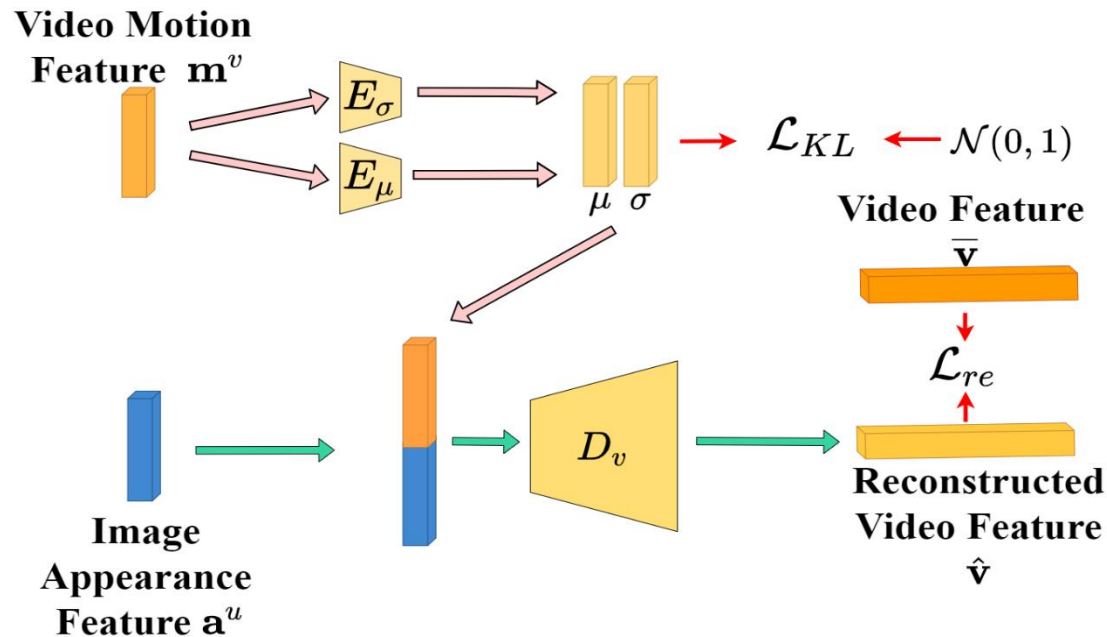 Video Motion
Feature m^v
E_σ
E_μ
μ σ
𝓛_KL
𝒩(0, 1)
Video Feature
v̅
𝓛_re
D_v
Reconstructed
Video Feature
v̂
Image
Appearance
Feature a^u